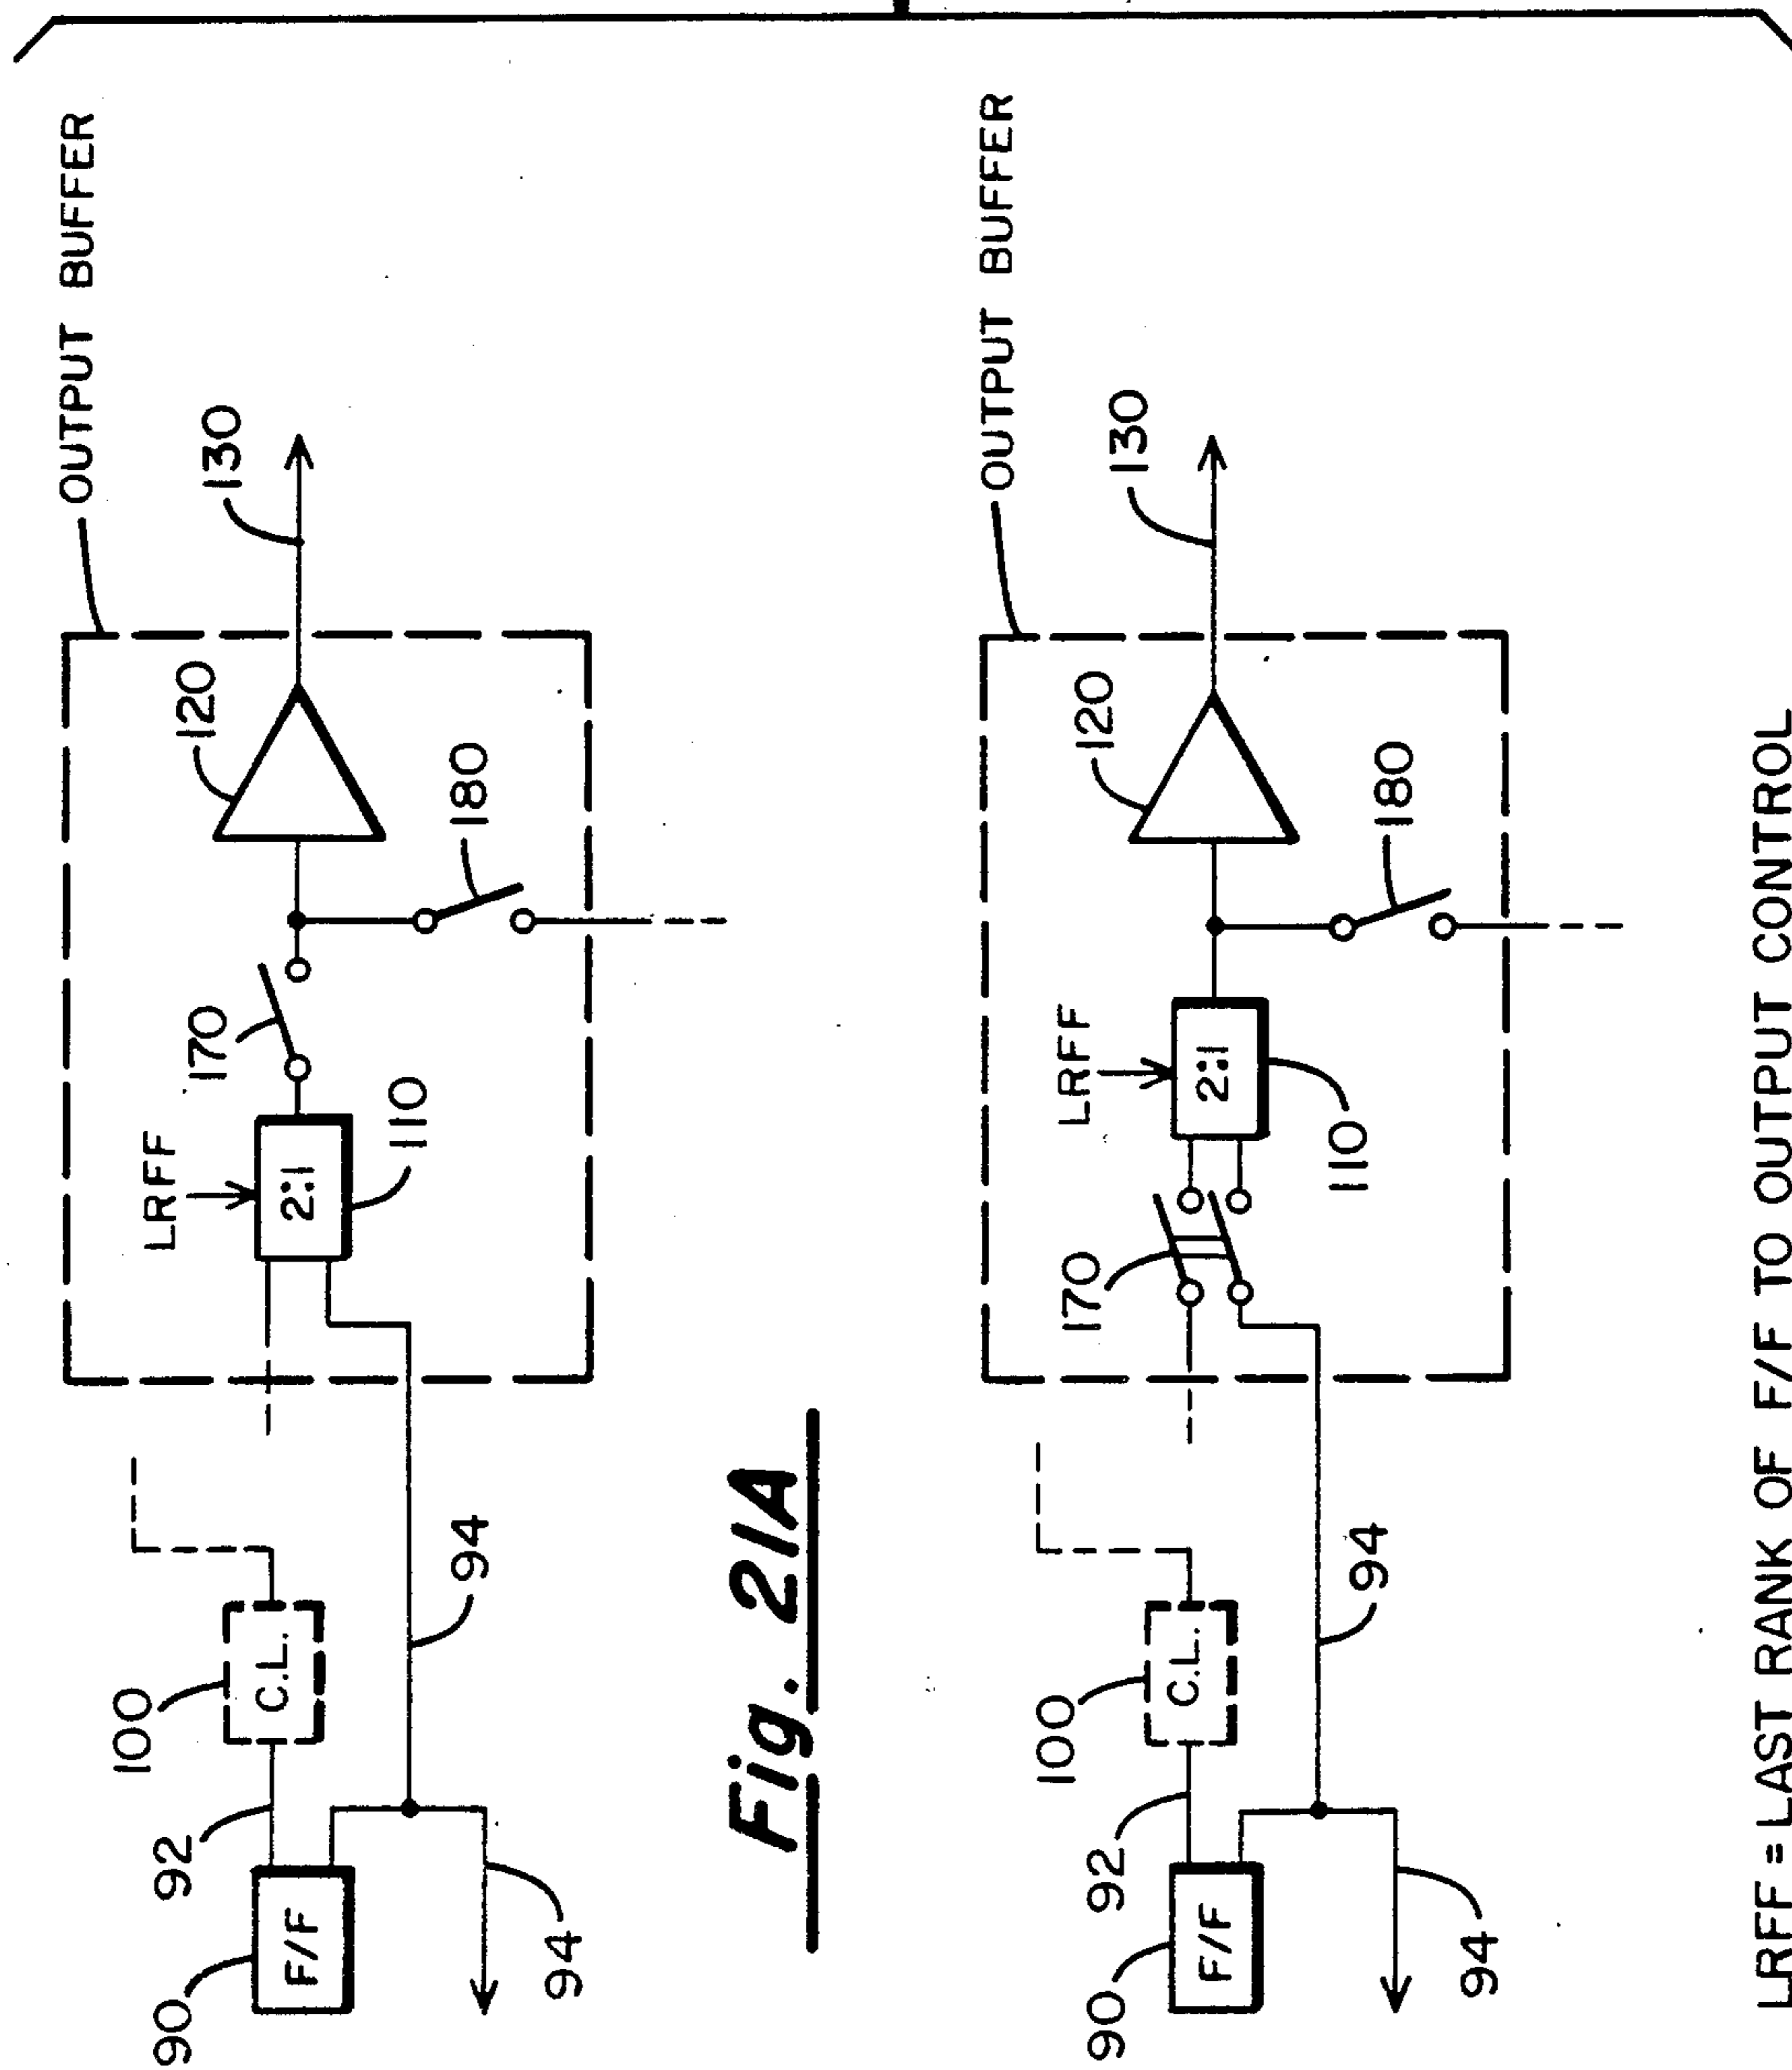 OUTPUT BUFFER
130
120
180
170
LRFF
2:1
110
94
100
C.L.
92
F/F
90
94
Fig. 21A
OUTPUT BUFFER
130
120
180
LRFF
2:1
110
170
94
100
C.L.
92
F/F
90
94
LRFF = LAST RANK OF F/F TO OUTPUT CONTROL